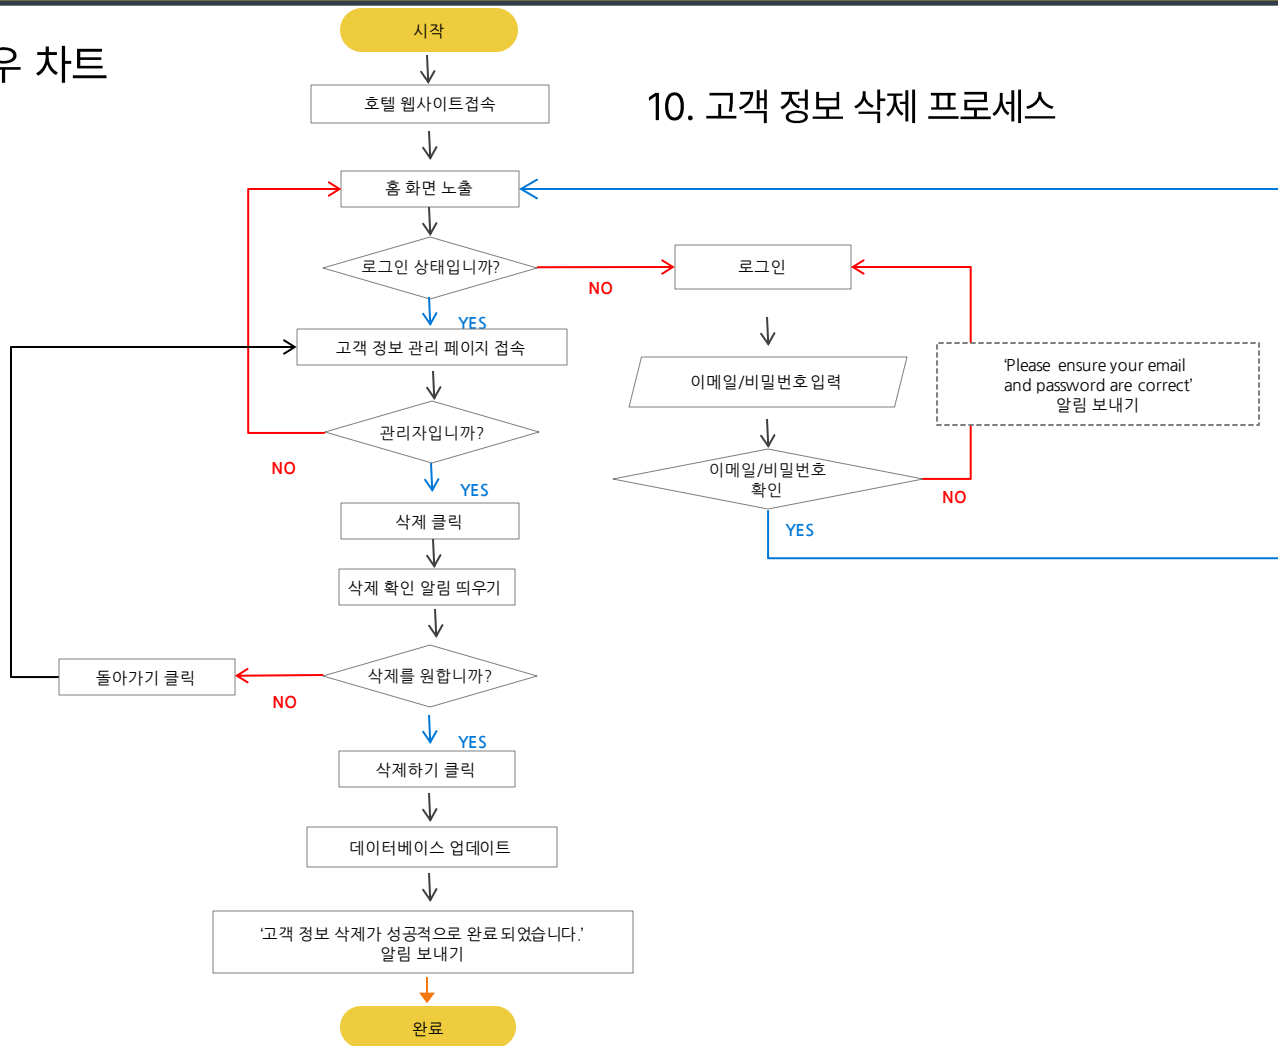 우 차트
10. 고객 정보 삭제 프로세스
시작
호텔 웹사이트접속
홈 화면 노출
로그인 상태입니까?
NO
YES
로그인
고객 정보 관리 페이지 접속
이메일/비밀번호입력
'Please ensure your email
and password are correct'
알림 보내기
관리자입니까?
NO
YES
이메일/비밀번호
확인
NO
YES
삭제 클릭
삭제 확인 알림 띄우기
삭제를 원합니까?
NO
돌아가기 클릭
YES
삭제하기 클릭
데이터베이스 업데이트
'고객 정보 삭제가 성공적으로 완료되었습니다.'
알림 보내기
완료